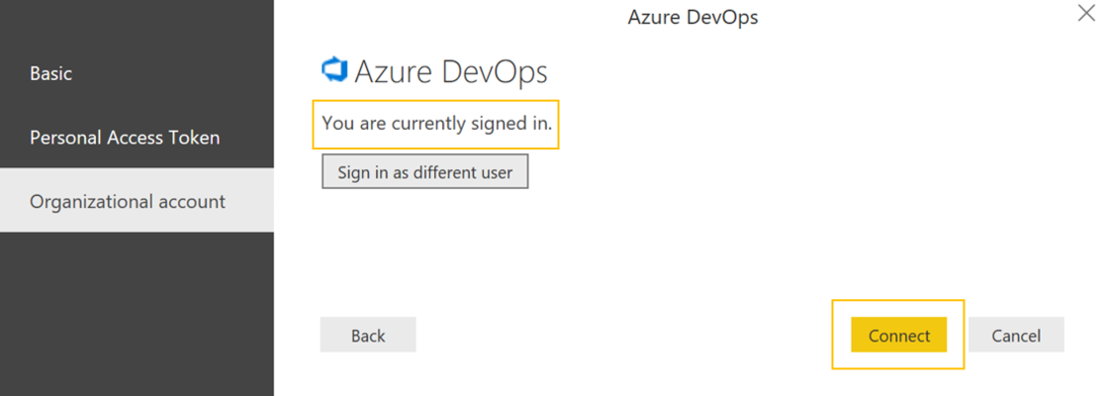 Azure DevOps
Basic
Personal Access Token
Organizational account
Azure DevOps
You are currently signed in.
Sign in as different user
Back
Connect
Cancel